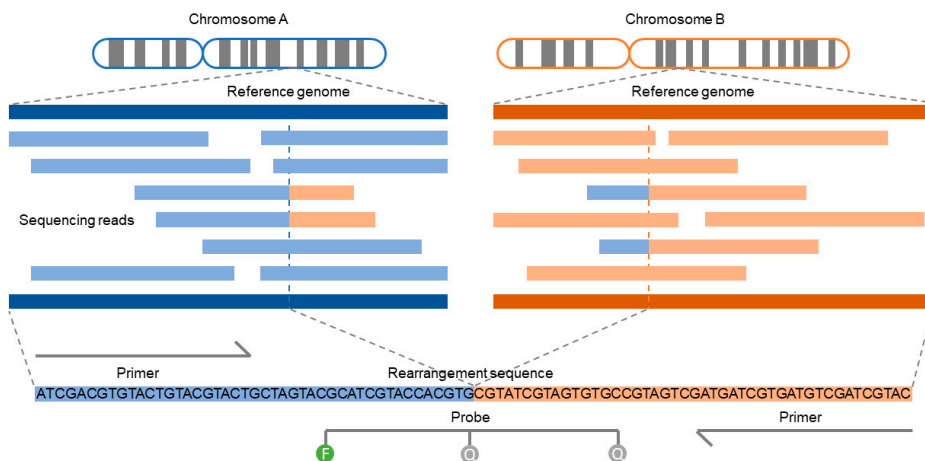 Chromosome A
Chromosome B
Reference genome
Reference genome
Sequencing reads
Primer
Rearrangement sequence
ATCGACGTGTACTGTACGTACTGCTAGTACGCATCGTACCACGTGCGTATCGTAGTGTGCCGTAGTCGATGATCGTGATGTCGATCGTAC
Probe
Primer
F
Q
Q